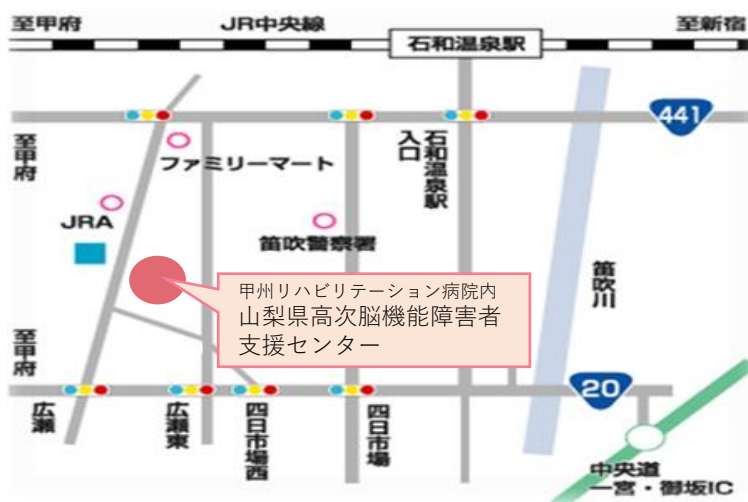 至甲府
JR中央線
至新宿
石和温泉駅
441
至甲府
ファミリーマート
石和温泉駅
入口
JRA
笛吹警察署
笛吹川
甲州リハビリテーション病院内
山梨県高次脳機能障害者
支援センター
至甲府
20
広瀬
広瀬東
四日市場西
四日市場
中央道
一宮・御坂IC